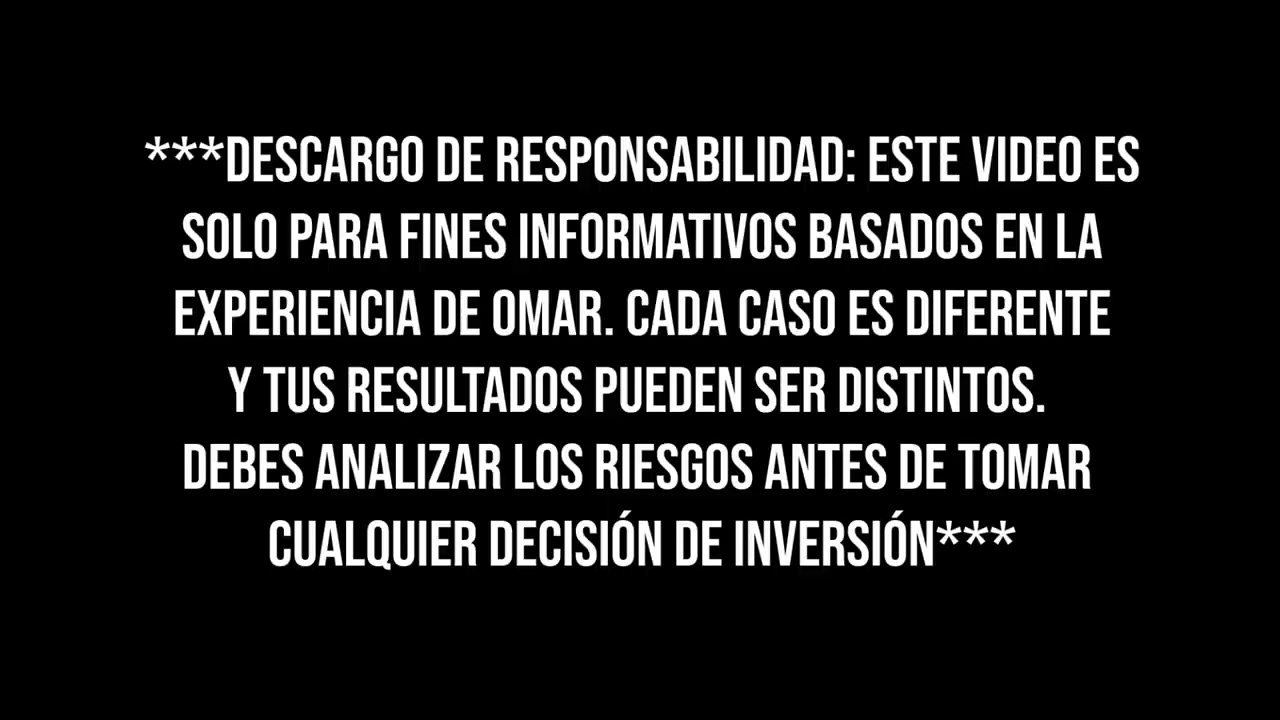 ***DESCARGO DE RESPONSABILIDAD: ESTE VIDEO ES
SOLO PARA FINES INFORMATIVOS BASADOS EN LA
EXPERIENCIA DE OMAR. CADA CASO ES DIFERENTE
Y TUS RESULTADOS PUEDEN SER DISTINTOS.
DEBES ANALIZAR LOS RIESGOS ANTES DE TOMAR
CUALQUIER DECISIÓN DE INVERSIÓN***